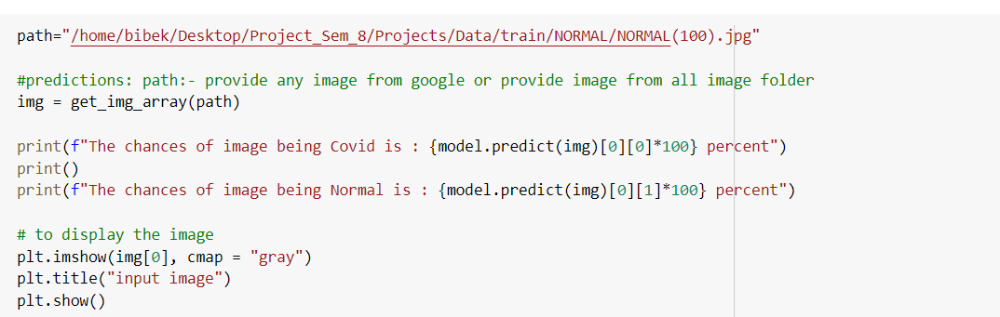 path="/home/bibek/Desktop/Project_Sem_8/Projects/Data/train/NORMAL/NORMAL(100).jpg"
#predictions: path:- provide any image from google or provide image from all image folder
img = get_img_array(path)
print(f"The chances of image being Covid is : {model.predict(img)[0][0]*100} percent")
print()
print(f"The chances of image being Normal is : {model.predict(img)[0][1]*100} percent")
# to display the image
plt.imshow(img[0], cmap = "gray")
plt.title("input image")
plt.show()